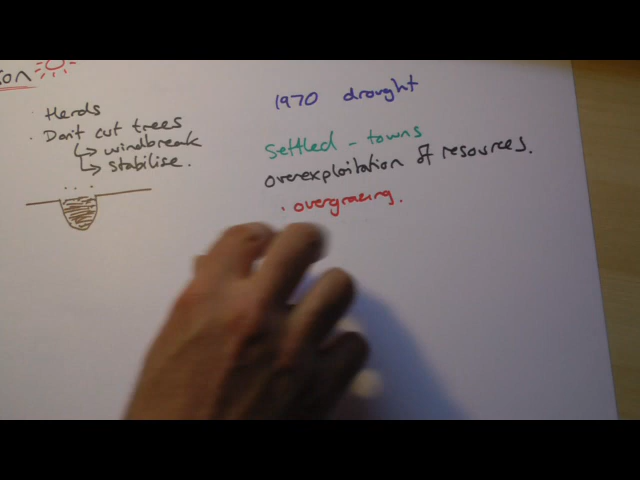 Herds
Don't cut trees
↳ windbreak
↳ stabilise.
1970 drought
Settled - towns
overexploitation of resources.
. overgrazing.